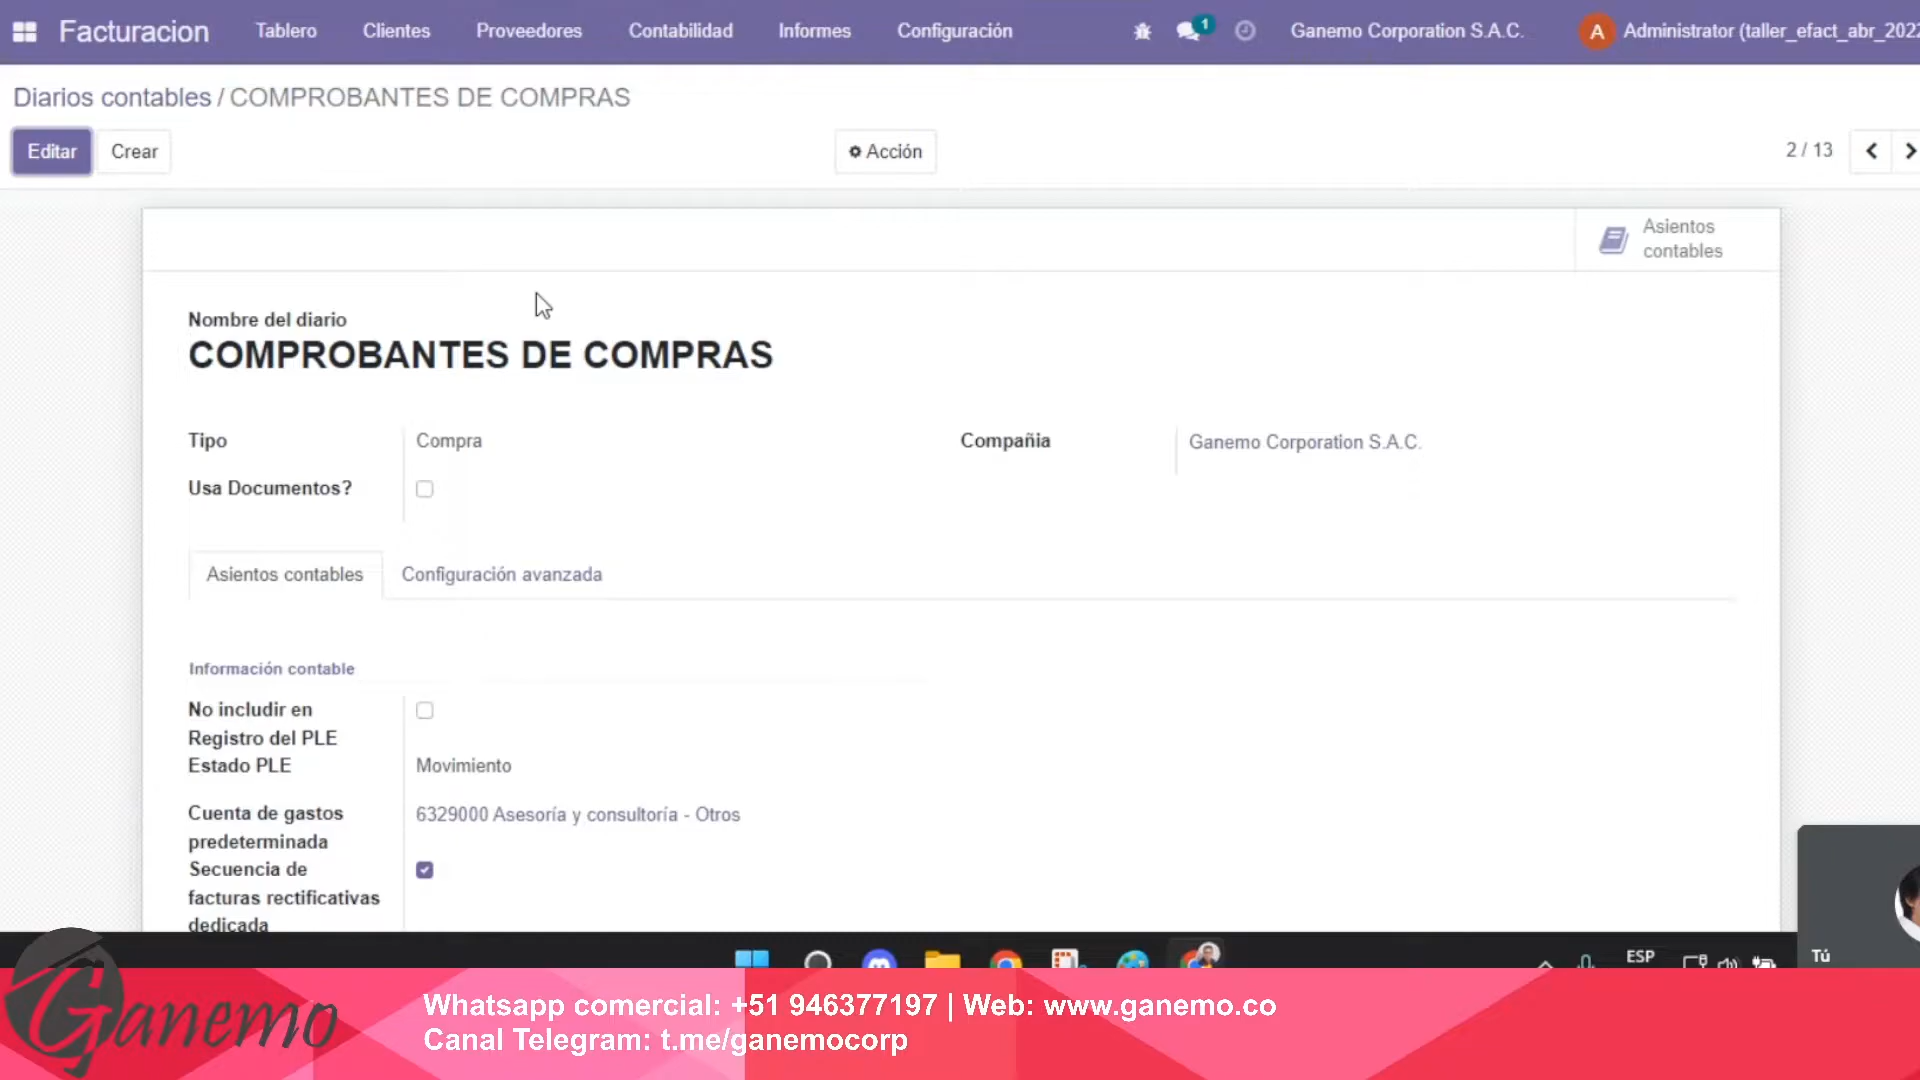 Facturacion
Tablero
Clientes
Proveedores
Contabilidad
Informes
Configuración
1
Ganemo Corporation S.A.C.
A
Administrator (taller_efact_abr_2022
Diarios contables / COMPROBANTES DE COMPRAS
Editar
Crear
Acción
2 / 13
Asientos
contables
Nombre del diario
COMPROBANTES DE COMPRAS
Tipo
Compra
Compañia
Ganemo Corporation S.A.C.
Usa Documentos?
Asientos contables
Configuración avanzada
Información contable
No includir en
Registro del PLE
Estado PLE
Movimiento
Cuenta de gastos
predeterminada
6329000 Asesoría y consultoría - Otros
Secuencia de
facturas rectificativas
dedicada
ESP
Tú
Ganemo
Whatsapp comercial: +51 946377197 | Web: www.ganemo.co
Canal Telegram: t.me/ganemocorp